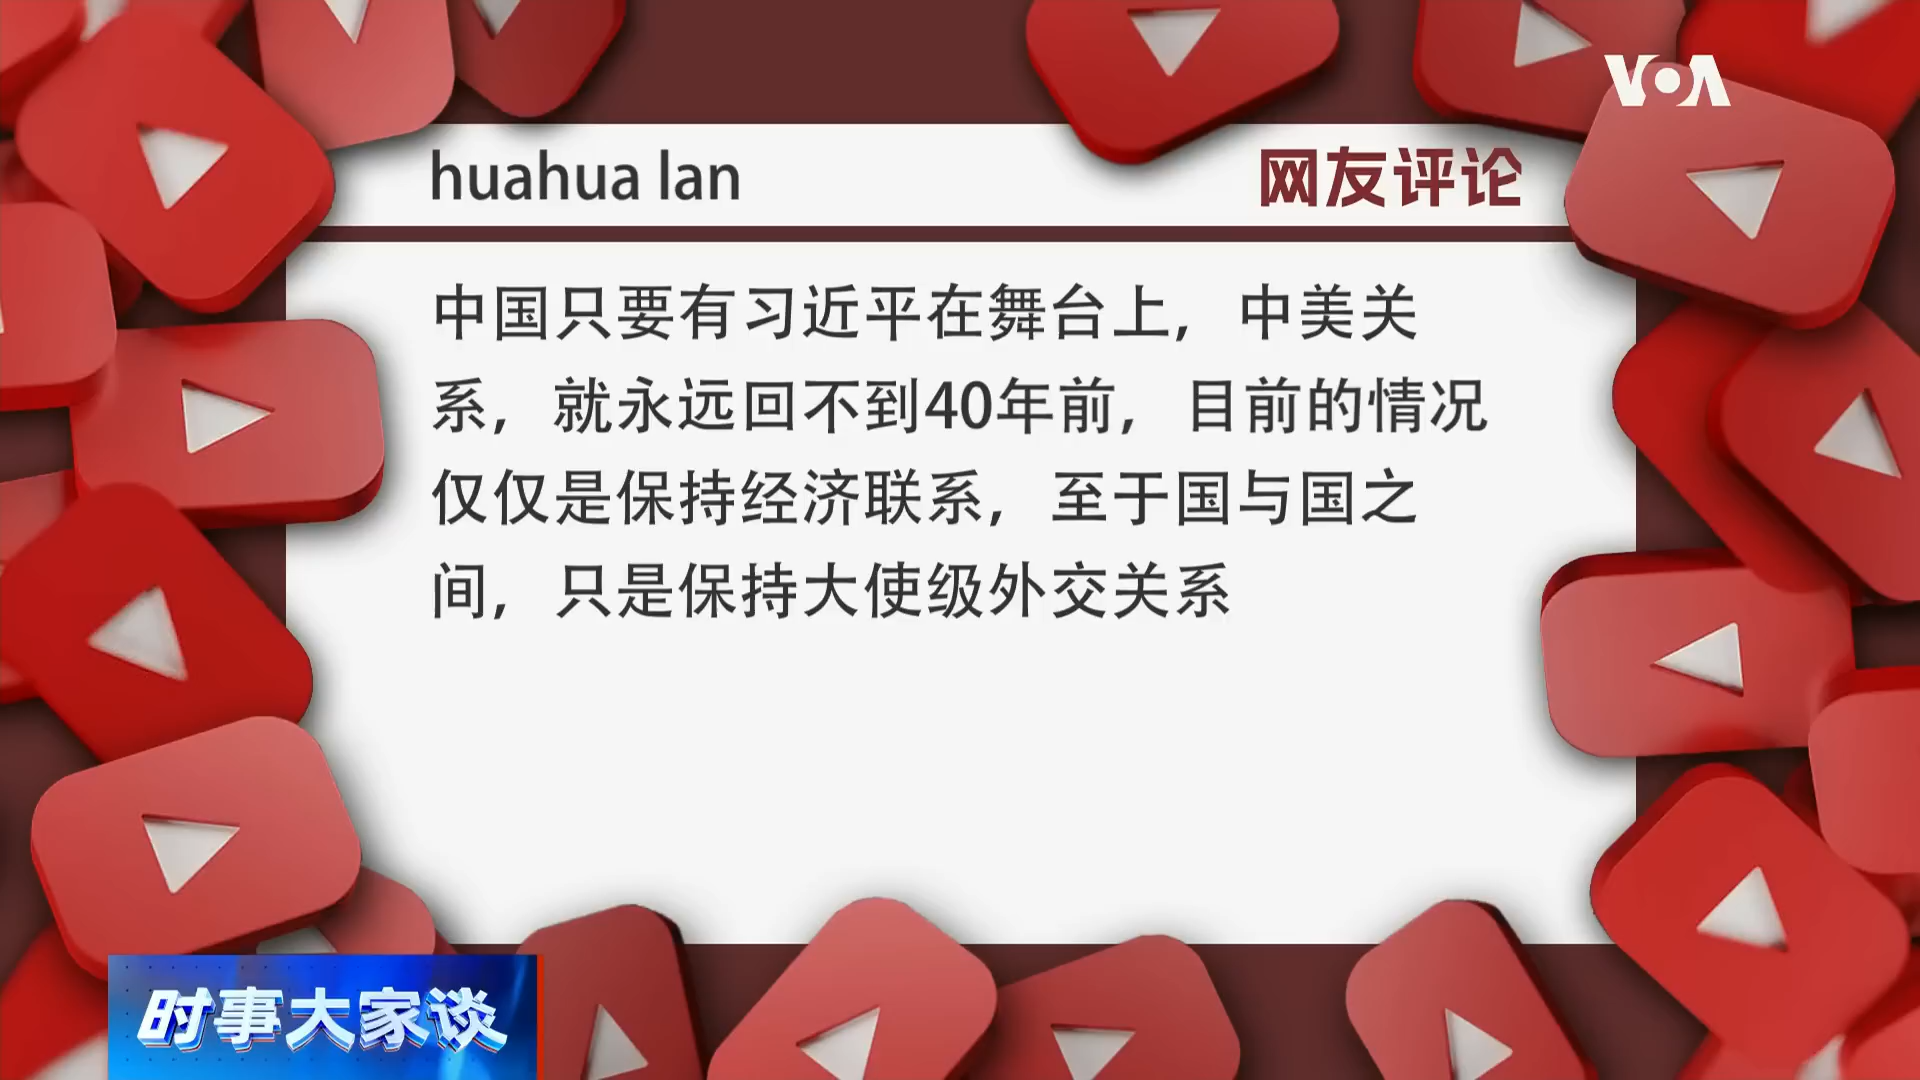 VOA
huahua lan
网友评论
中国只要有习近平在舞台上，中美关
系，就永远回不到40年前，目前的情况
仅仅是保持经济联系，至于国与国之
间，只是保持大使级外交关系
时事大家谈